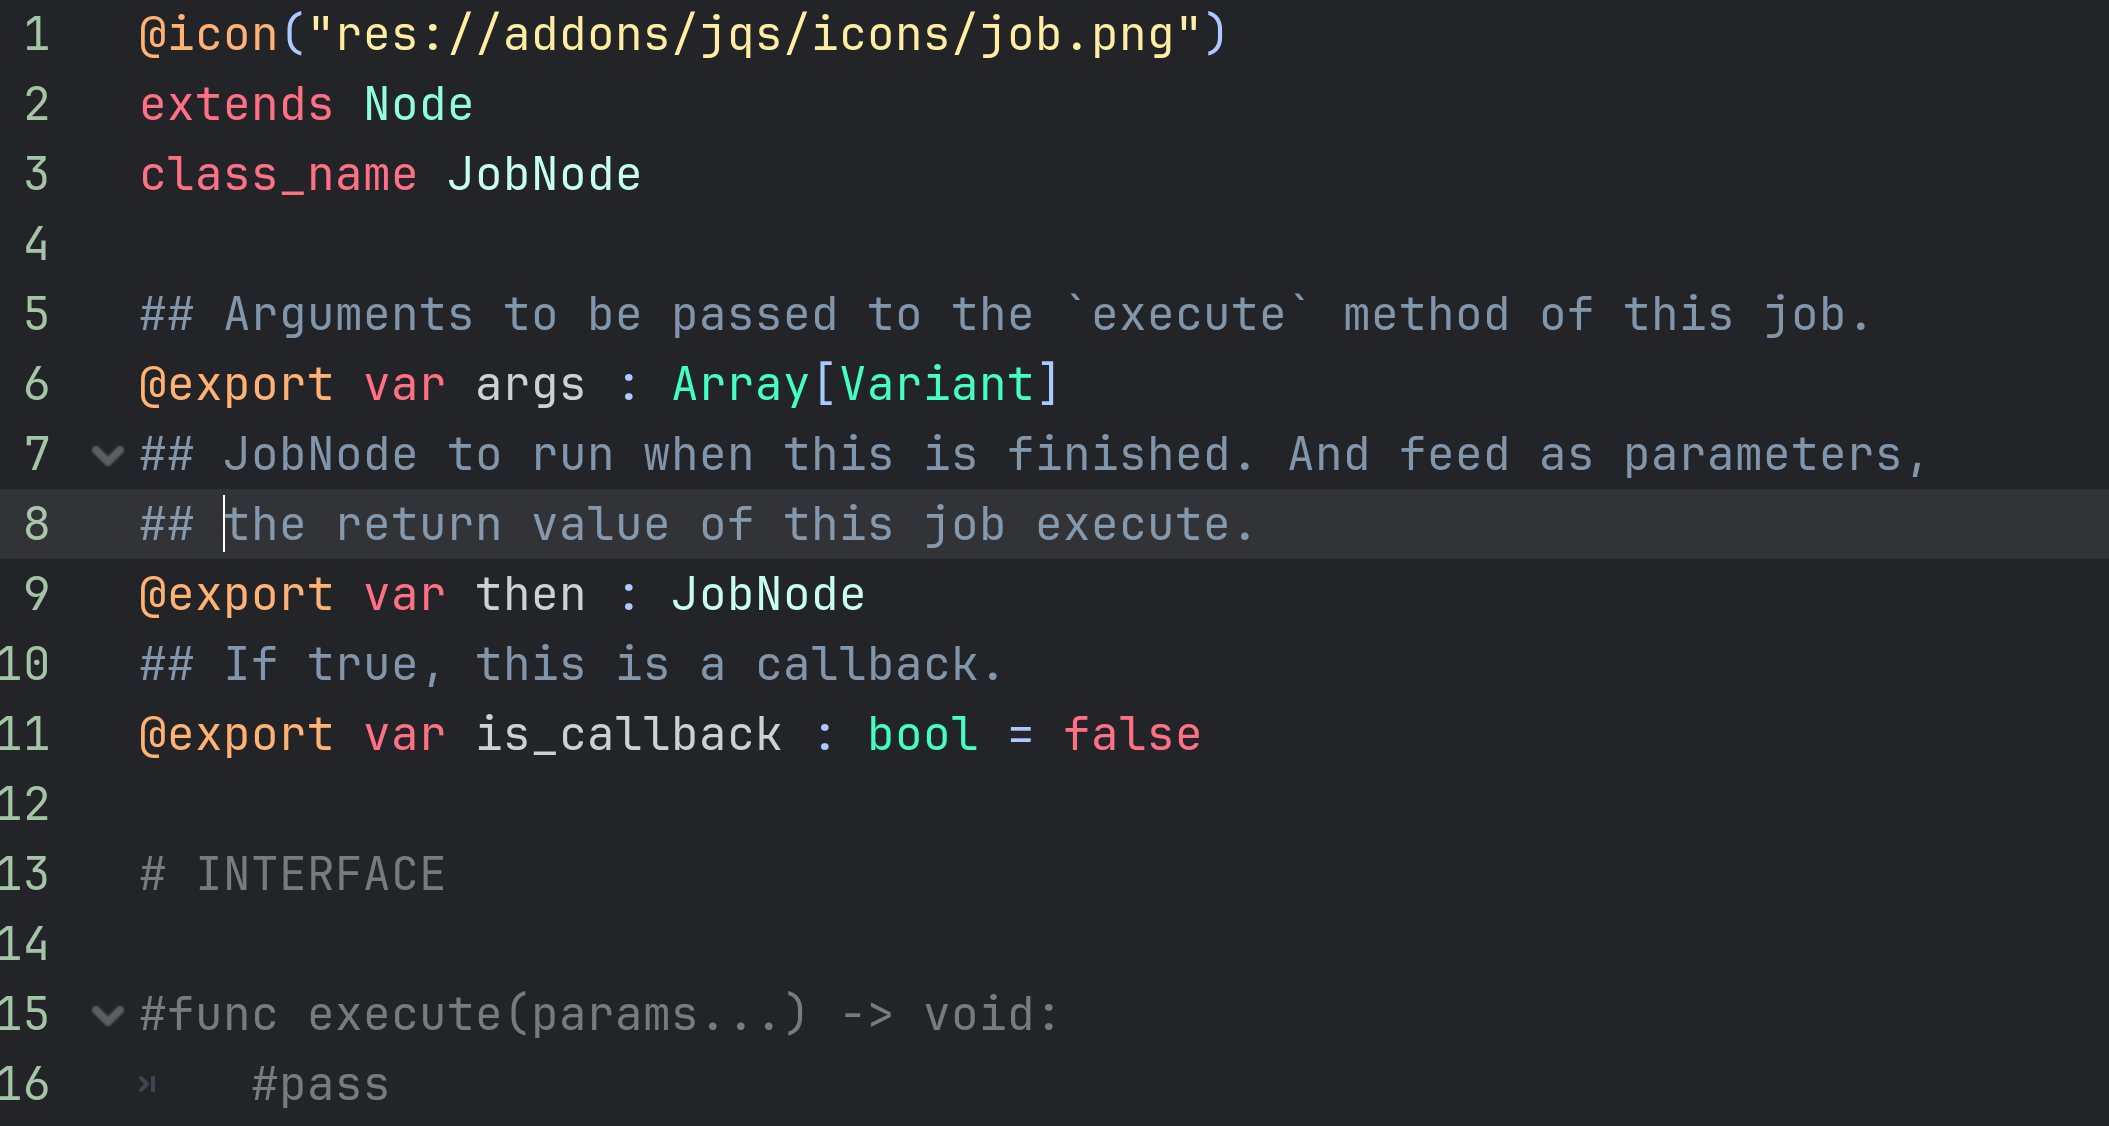 1 @icon("res://addons/jqs/icons/job.png")
2 extends Node
3 class_name JobNode
4
5 ## Arguments to be passed to the `execute` method of this job.
6 @export var args : Array[Variant]
7 ## JobNode to run when this is finished. And feed as parameters,
8 ## the return value of this job execute.
9 @export var then : JobNode
10 ## If true, this is a callback.
11 @export var is_callback : bool = false
12
13 # INTERFACE
14
15 #func execute(params...) -> void:
16 #pass